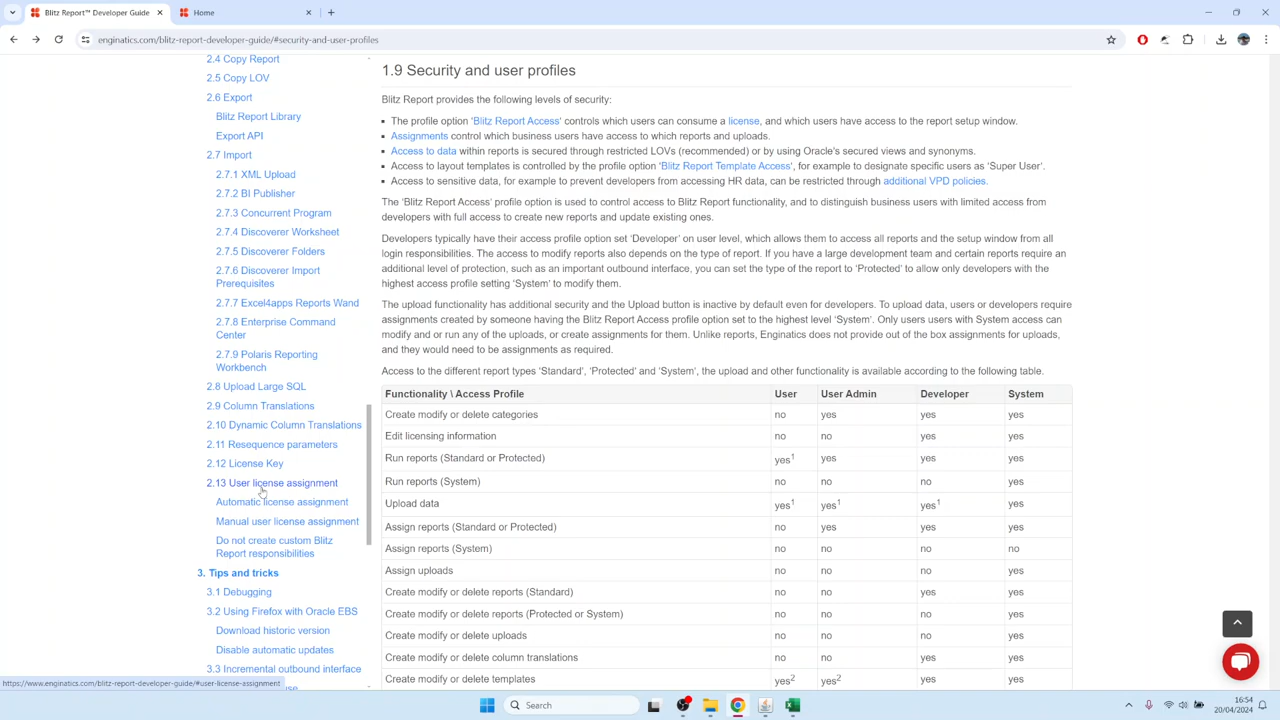 Blitz Report™ Developer Guide
Home
enginatics.com/blitz-report-developer-guide/#security-and-user-profiles
2.4 Copy Report
2.5 Copy LOV
2.6 Export
Blitz Report Library
Export API
2.7 Import
2.7.1 XML Upload
2.7.2 BI Publisher
2.7.3 Concurrent Program
2.7.4 Discoverer Worksheet
2.7.5 Discoverer Folders
2.7.6 Discoverer Import
Prerequisites
2.7.7 Excel4apps Reports Wand
2.7.8 Enterprise Command
Center
2.7.9 Polaris Reporting
Workbench
2.8 Upload Large SQL
2.9 Column Translations
2.10 Dynamic Column Translations
2.11 Resequence parameters
2.12 License Key
2.13 User license assignment
Automatic license assignment
Manual user license assignment
Do not create custom Blitz
Report responsibilities
3. Tips and tricks
3.1 Debugging
3.2 Using Firefox with Oracle EBS
Download historic version
Disable automatic updates
3.3 Incremental outbound interface
https://www.enginatics.com/blitz-report-developer-guide/#user-license-assignment
1.9 Security and user profiles
Blitz Report provides the following levels of security:
▪ The profile option 'Blitz Report Access' controls which users can consume a license, and which users have access to the report setup window.
▪ Assignments control which business users have access to which reports and uploads.
▪ Access to data within reports is secured through restricted LOVs (recommended) or by using Oracle's secured views and synonyms.
▪ Access to layout templates is controlled by the profile option 'Blitz Report Template Access', for example to designate specific users as 'Super User'.
▪ Access to sensitive data, for example to prevent developers from accessing HR data, can be restricted through additional VPD policies.
The 'Blitz Report Access' profile option is used to control access to Blitz Report functionality, and to distinguish business users with limited access from
developers with full access to create new reports and update existing ones.
Developers typically have their access profile option set 'Developer' on user level, which allows them to access all reports and the setup window from all
login responsibilities. The access to modify reports also depends on the type of report. If you have a large development team and certain reports require an
additional level of protection, such as an important outbound interface, you can set the type of the report to 'Protected' to allow only developers with the
highest access profile setting 'System' to modify them.
The upload functionality has additional security and the Upload button is inactive by default even for developers. To upload data, users or developers require
assignments created by someone having the Blitz Report Access profile option set to the highest level 'System'. Only users users with System access can
modify and or run any of the uploads, or create assignments for them. Unlike reports, Enginatics does not provide out of the box assignments for uploads,
and they would need to be assignments as required.
Access to the different report types 'Standard', 'Protected' and 'System', the upload and other functionality is available according to the following table.
Functionality \ Access Profile User User Admin Developer System
Create modify or delete categories no yes yes yes
Edit licensing information no no yes yes
Run reports (Standard or Protected) yes1 yes yes yes
Run reports (System) no no no yes
Upload data yes1 yes1 yes1 yes
Assign reports (Standard or Protected) no yes yes yes
Assign reports (System) no no no no
Assign uploads no no no yes
Create modify or delete reports (Standard) no no yes yes
Create modify or delete reports (Protected or System) no no no yes
Create modify or delete uploads no no no yes
Create modify or delete column translations no no yes yes
Create modify or delete templates yes2 yes2 yes yes
Search
16:54
20/04/2024